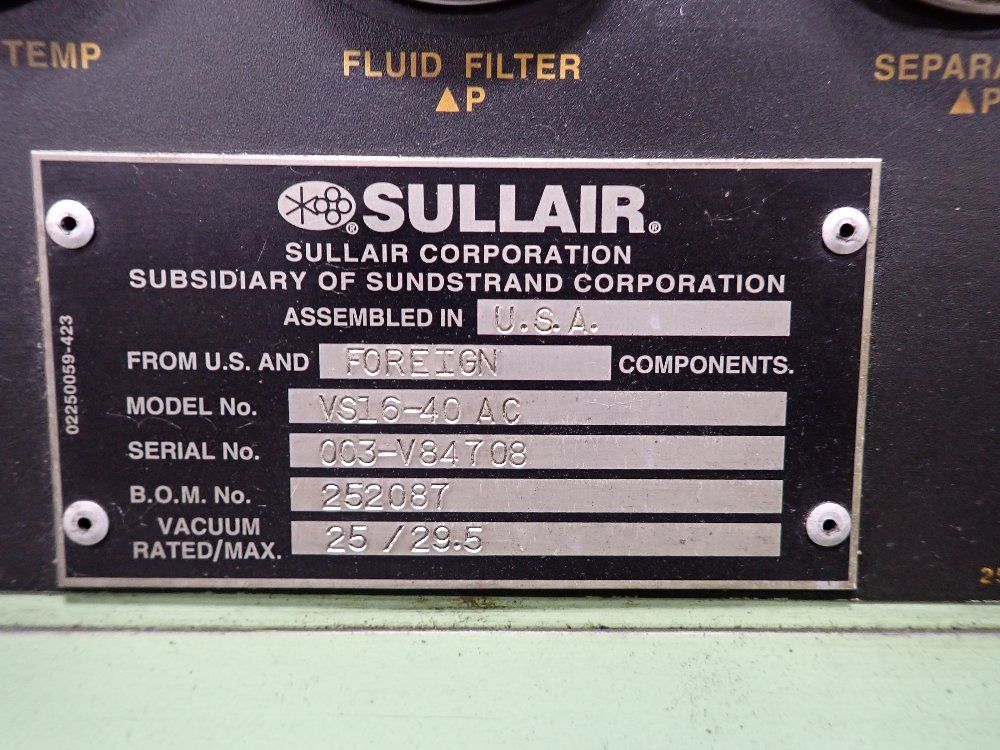 TEMP
FLUID FILTER
▲P
SEPARA
▲P
SULLAIR®
SULLAIR CORPORATION
SUBSIDIARY OF SUNDSTRAND CORPORATION
ASSEMBLED IN U.S.A.
FROM U.S. AND FOREIGN COMPONENTS.
MODEL No. VS16-40 AC
SERIAL No. 003-V84708
B.O.M. No. 252087
VACUUM
RATED/MAX. 25 / 29.5
02250059-423
25